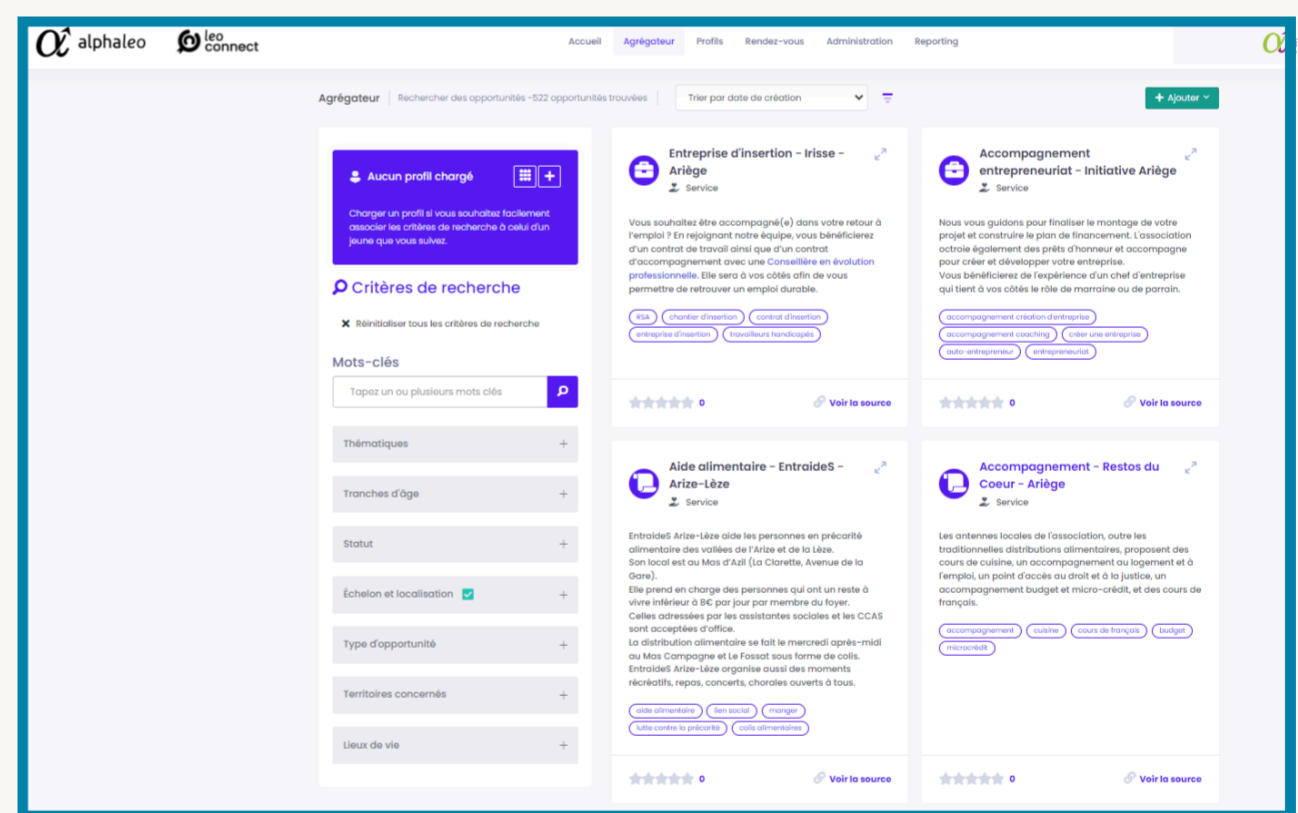 alphaleo
leo
connect
Accueil
Agrégateur
Profils
Rendez-vous
Administration
Reporting
Agrégateur
Rechercher des opportunités -522 opportunités trouvées
Trier par date de création
+ Ajouter
Aucun profil chargé
Charger un profil si vous souhaitez facilement
associer les critères de recherche à celui d'un
jeune que vous suivez.
Critères de recherche
Réinitialiser tous les critères de recherche
Mots-clés
Tapez un ou plusieurs mots clés
Thématiques
Tranches d'âge
Statut
Échelon et localisation
Type d'opportunité
Territoires concernés
Lieux de vie
Entreprise d'insertion - Irisse -
Ariège
Service
Vous souhaitez être accompagné(e) dans votre retour à
l'emploi ? En rejoignant notre équipe, vous bénéficierez
d'un contrat de travail ainsi que d'un contrat
d'accompagnement avec une Conseillère en évolution
professionnelle. Elle sera à vos côtés afin de vous
permettre de retrouver un emploi durable.
RSA
chantier d'insertion
contrat d'insertion
entreprise d'insertion
travailleurs handicapés
0
Voir la source
Accompagnement
entrepreneuriat - Initiative Ariège
Service
Nous vous guidons pour finaliser le montage de votre
projet et construire le plan de financement. L'association
octroie également des prêts d'honneur et accompagne
pour créer et développer votre entreprise.
Vous bénéficierez de l'expérience d'un chef d'entreprise
qui tient à vos côtés le rôle de marraine ou de parrain.
accompagnement création d'entreprise
accompagnement coaching
créer une entreprise
auto-entrepreneur
entrepreneuriat
0
Voir la source
Aide alimentaire - EntraideS -
Arize-Lèze
Service
EntraideS Arize-Lèze aide les personnes en précarité
alimentaire des vallées de l'Arize et de la Lèze.
Son local est au Mas d'Azil (La Clarette, Avenue de la
Gare).
Elle prend en charge des personnes qui ont un reste à
vivre inférieur à 8€ par jour par membre du foyer.
Celles adressées par les assistantes sociales et les CCAS
sont acceptées d'office.
La distribution alimentaire se fait le mercredi après-midi
au Mas Campagne et Le Fossat sous forme de colis.
EntraideS Arize-Lèze organise aussi des moments
récréatifs, repas, concerts, chorales ouverts à tous.
aide alimentaire
lien social
manger
lutte contre la précarité
colis alimentaires
0
Voir la source
Accompagnement - Restos du
Coeur - Ariège
Service
Les antennes locales de l'association, outre les
traditionnelles distributions alimentaires, proposent des
cours de cuisine, un accompagnement au logement et à
l'emploi, un point d'accès au droit et à la justice, un
accompagnement budget et micro-crédit, et des cours de
français.
accompagnement
cuisine
cours de français
budget
microcrédit
0
Voir la source